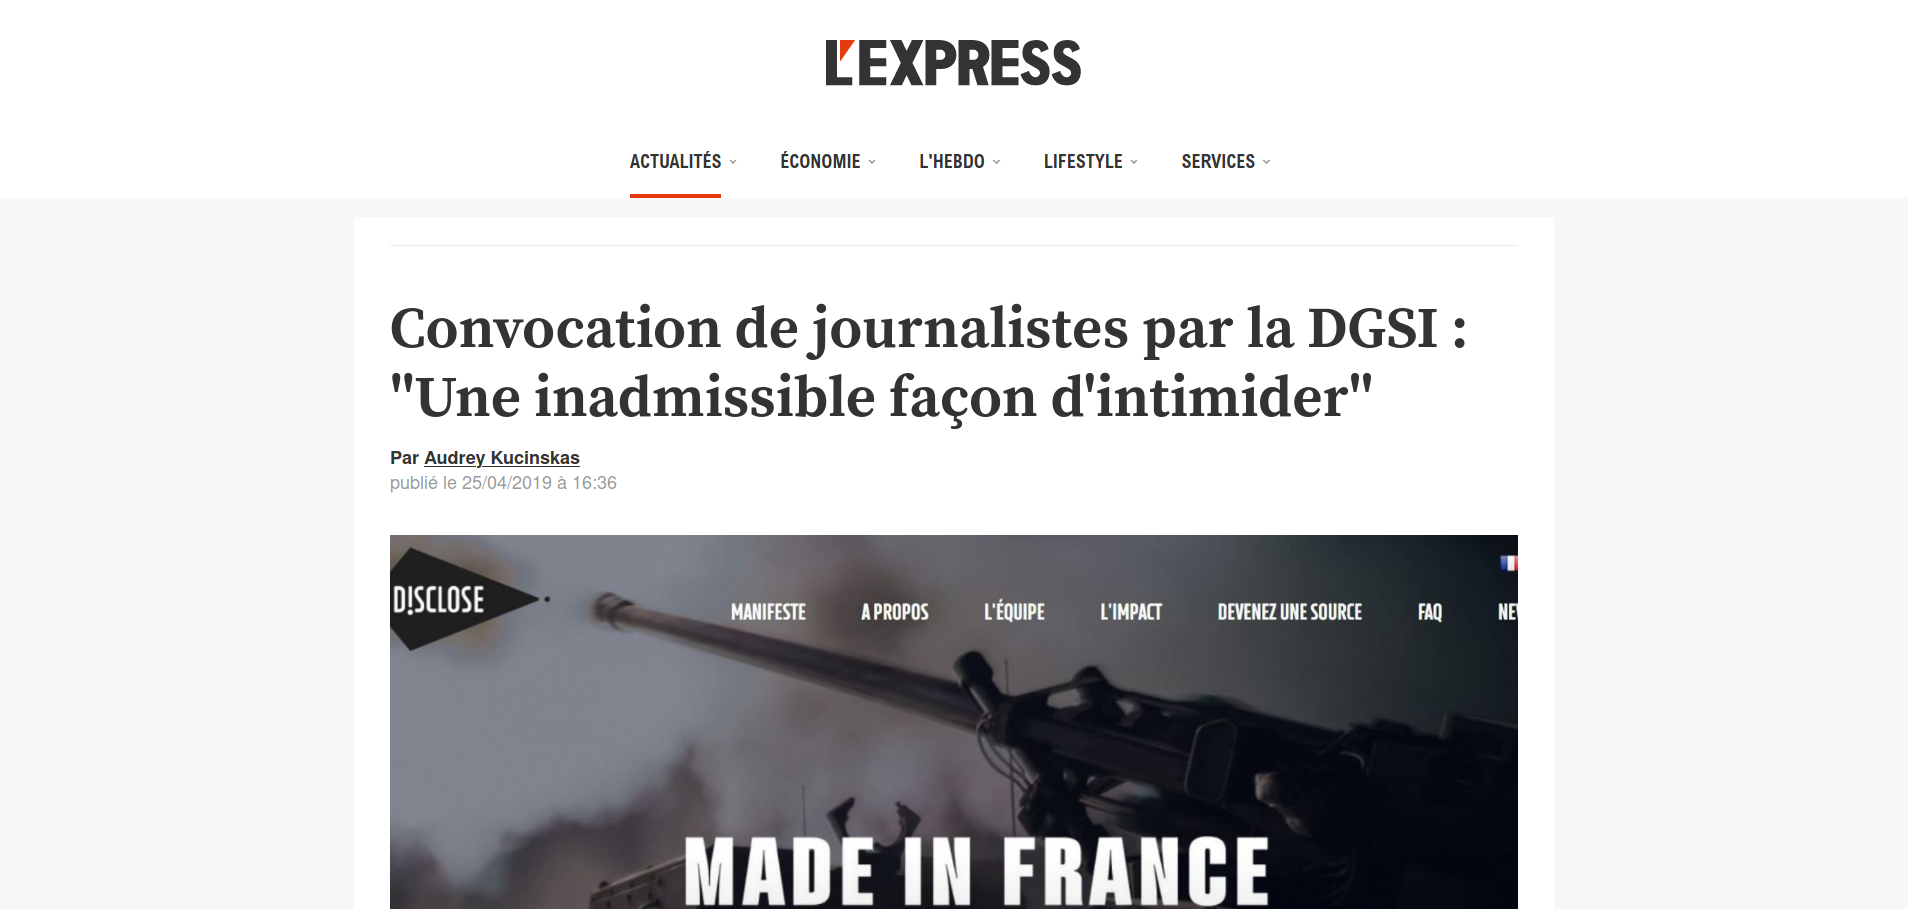 L'EXPRESS
ACTUALITÉS ÉCONOMIE L'HEBDO LIFESTYLE SERVICES
Convocation de journalistes par la DGSI :
"Une inadmissible façon d'intimider"
Par Audrey Kucinskas
publié le 25/04/2019 à 16:36
D!SCLOSE
MANIFESTE A PROPOS L'ÉQUIPE L'IMPACT DEVENEZ UNE SOURCE FAQ
MADE IN FRANCE